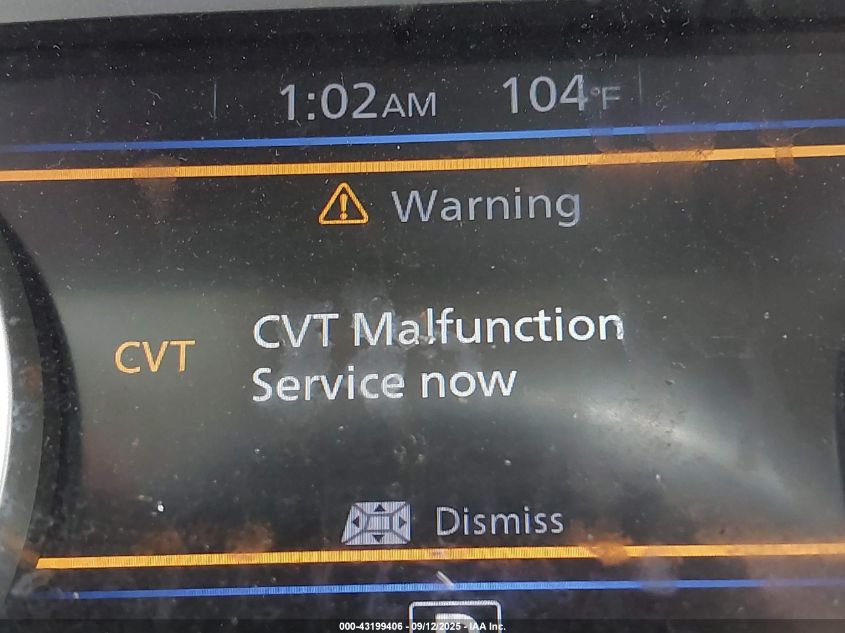 1:02AM 104°F
Warning
CVT
CVT Malfunction
Service now
Dismiss
000-43199406 - 09/12/2025 - IAA Inc.